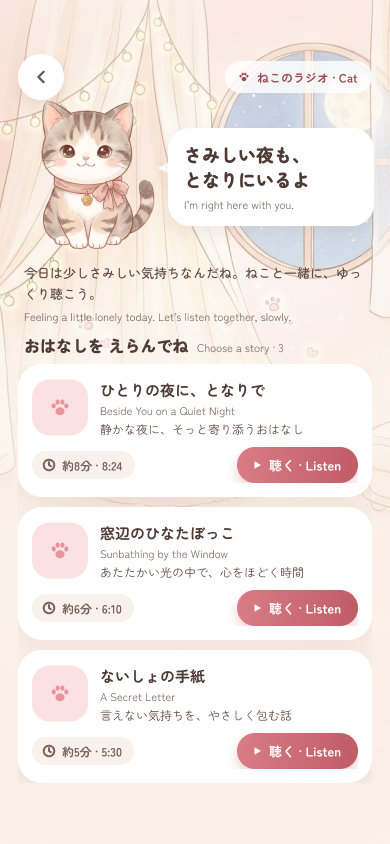 ねこのラジオ · Cat
さみしい夜も、
となりにいるよ
I'm right here with you.
今日は少しさみしい気持ちなんだね。ねこと一緒に、ゆっ
くり聴こう。
Feeling a little lonely today. Let's listen together, slowly.
おはなしを えらんでね Choose a story · 3
ひとりの夜に、となりで
Beside You on a Quiet Night
静かな夜に、そっと寄り添うおはなし
約8分 · 8:24
聴く · Listen
窓辺のひなたぼっこ
Sunbathing by the Window
あたたかい光の中で、心をほどく時間
約6分 · 6:10
聴く · Listen
ないしょの手紙
A Secret Letter
言えない気持ちを、やさしく包む話
約5分 · 5:30
聴く · Listen